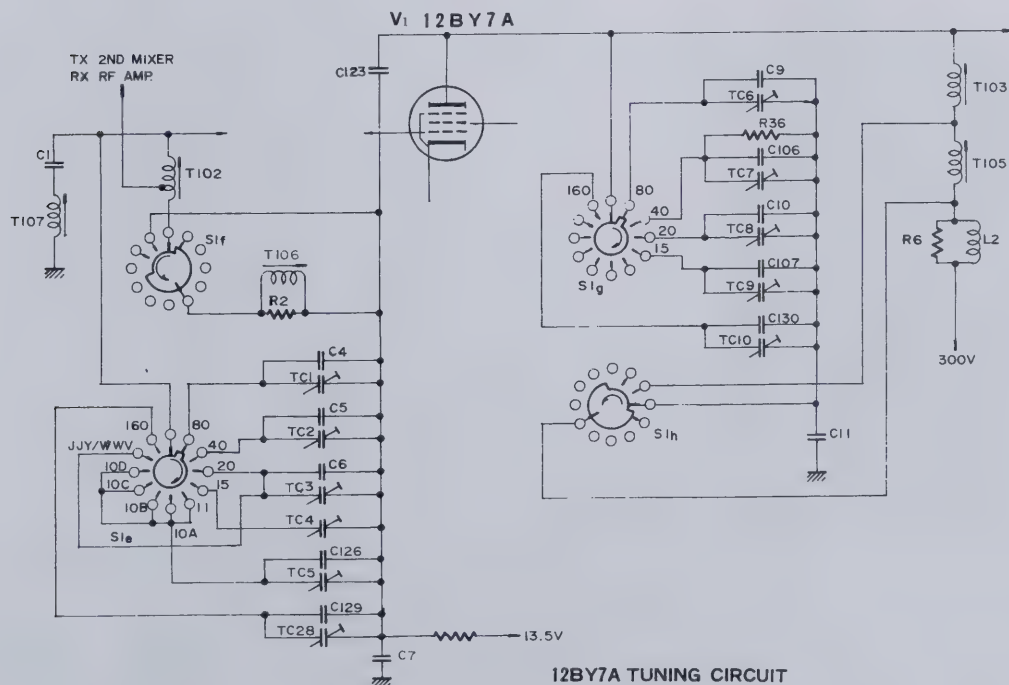 V1 12BY7A
TX 2ND MIXER
RX RF AMP.
C123
C1
T102
T107
S1f
T106
R2
C4
TC1
C5
TC2
C6
TC3
TC4
C126
TC5
C129
TC28
C7
13.5V
160
80
JJY/WWV
40
10D
20
10C
15
10B
11
10A
S1e
C9
TC6
R36
C106
TC7
C10
TC8
C107
TC9
C130
TC10
160
80
40
20
15
S1g
S1h
C11
T103
T105
R6
L2
300V
12BY7A TUNING CIRCUIT